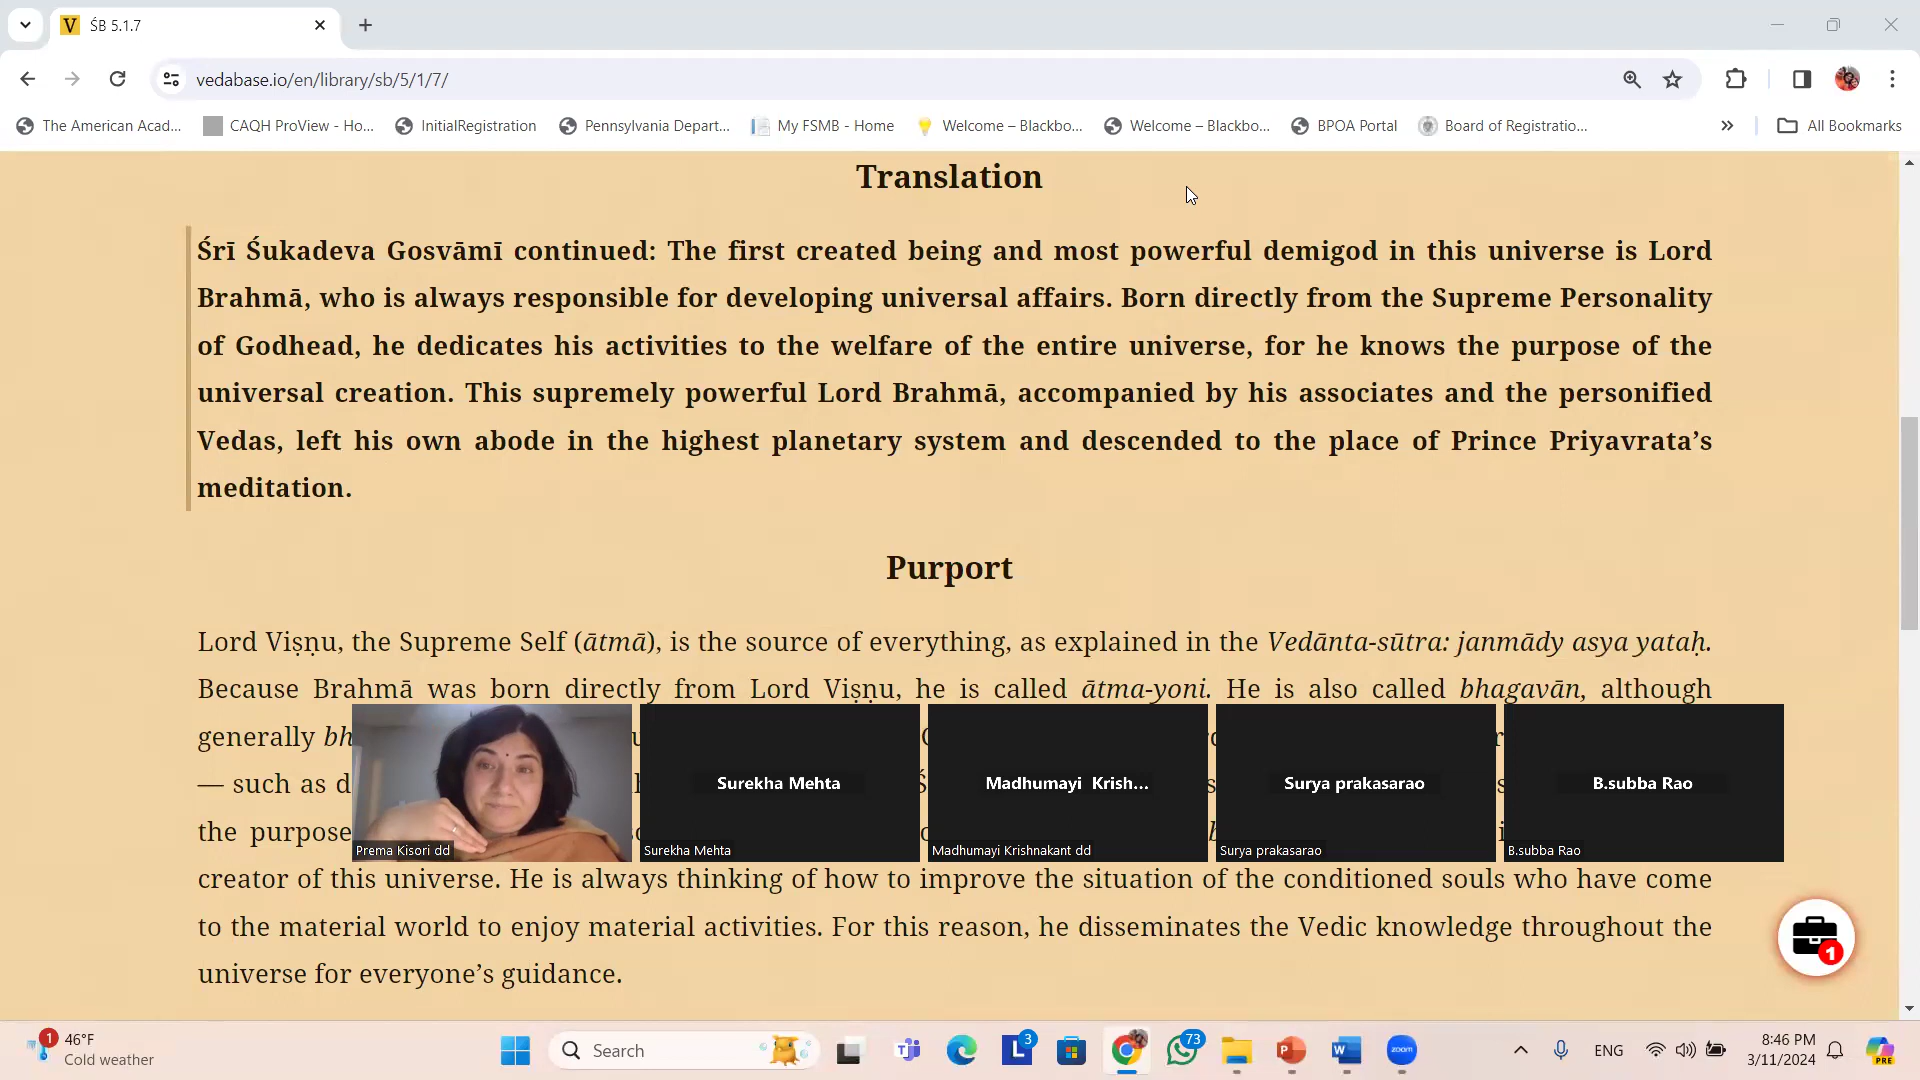 ŚB 5.1.7
vedabase.io/en/library/sb/5/1/7/
The American Acad...
CAQH ProView - Ho...
InitialRegistration
Pennsylvania Depart...
My FSMB - Home
Welcome – Blackbo...
Welcome – Blackbo...
BPOA Portal
Board of Registratio...
All Bookmarks
Translation
Śrī Śukadeva Gosvāmī continued: The first created being and most powerful demigod in this universe is Lord
Brahmā, who is always responsible for developing universal affairs. Born directly from the Supreme Personality
of Godhead, he dedicates his activities to the welfare of the entire universe, for he knows the purpose of the
universal creation. This supremely powerful Lord Brahmā, accompanied by his associates and the personified
Vedas, left his own abode in the highest planetary system and descended to the place of Prince Priyavrata’s
meditation.
Purport
Lord Viṣṇu, the Supreme Self (ātmā), is the source of everything, as explained in the Vedānta-sūtra: janmādy asya yataḥ.
Because Brahmā was born directly from Lord Viṣṇu, he is called ātma-yoni. He is also called bhagavān, although
generally
— such as
the purpose
creator of this universe. He is always thinking of how to improve the situation of the conditioned souls who have come
to the material world to enjoy material activities. For this reason, he disseminates the Vedic knowledge throughout the
universe for everyone’s guidance.
Prema Kisori dd
Surekha Mehta
Surekha Mehta
Madhumayi Krish...
Madhumayi Krishnakant dd
Surya prakasarao
Surya prakasarao
B.subba Rao
B.subba Rao
1
1
46°F
Cold weather
Search
3
73
zoom
ENG
8:46 PM
3/11/2024
PRE